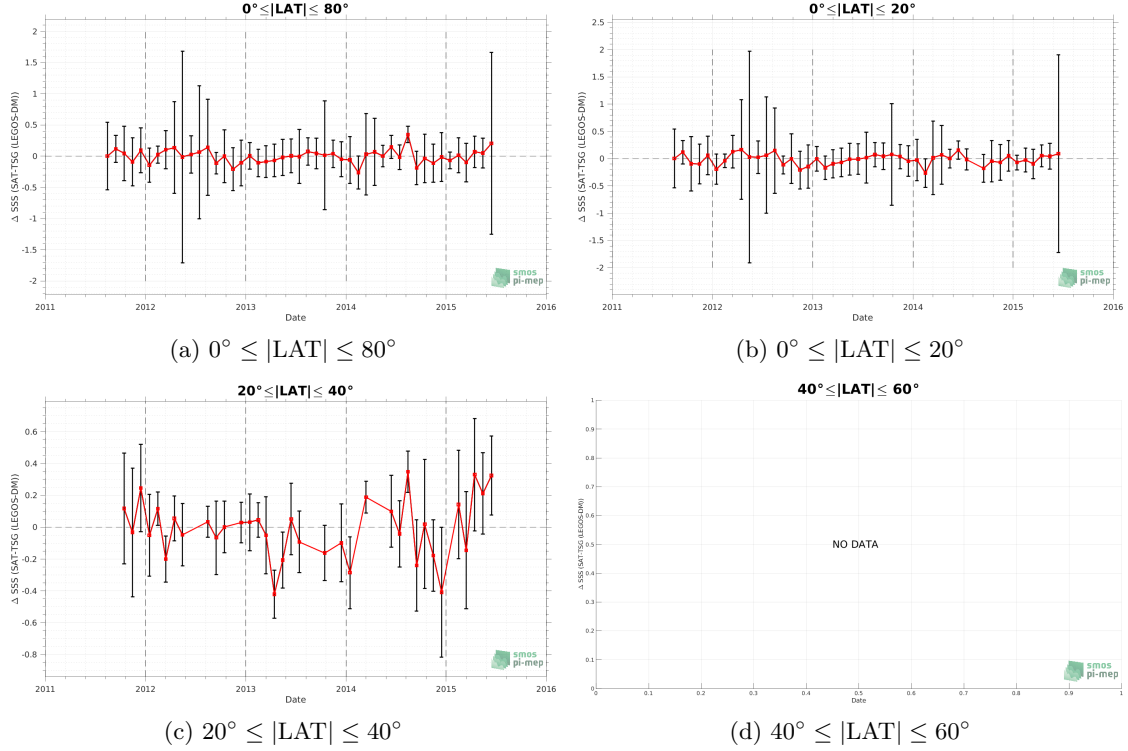 0°≤|LAT|≤ 80°
Δ SSS (SAT-TSG (LEGOS-DM))
2
1.5
1
0.5
0
-0.5
-1
-1.5
-2
2011
2012
2013
2014
2015
2016
Date
smos
pi-mep
(a) 0° ≤ |LAT| ≤ 80°
0°≤|LAT|≤ 20°
Δ SSS (SAT-TSG (LEGOS-DM))
2.5
2
1.5
1
0.5
0
-0.5
-1
-1.5
-2
2011
2012
2013
2014
2015
2016
Date
smos
pi-mep
(b) 0° ≤ |LAT| ≤ 20°
20°≤|LAT|≤ 40°
Δ SSS (SAT-TSG (LEGOS-DM))
0.6
0.4
0.2
0
-0.2
-0.4
-0.6
-0.8
2011
2012
2013
2014
2015
2016
Date
smos
pi-mep
(c) 20° ≤ |LAT| ≤ 40°
40°≤|LAT|≤ 60°
Δ SSS (SAT-TSG (LEGOS-DM))
1
0.9
0.8
0.7
0.6
0.5
0.4
0.3
0.2
0.1
0
NO DATA
0
0.1
0.2
0.3
0.4
0.5
0.6
0.7
0.8
0.9
1
Date
smos
pi-mep
(d) 40° ≤ |LAT| ≤ 60°